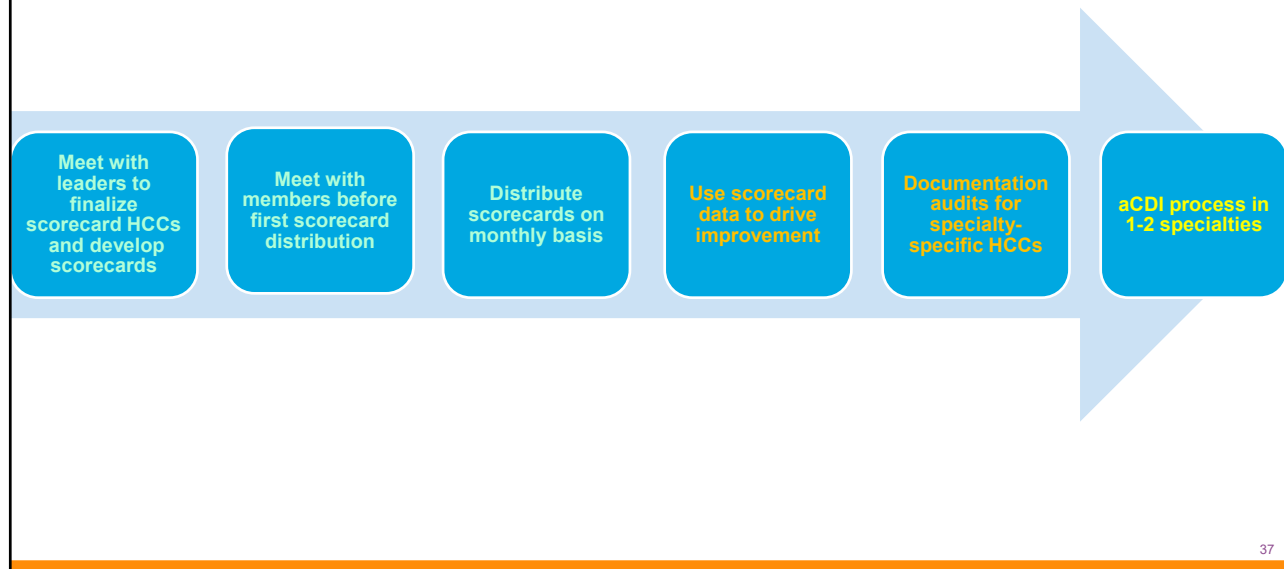 Meet with
leaders to
finalize
scorecard HCCs
and develop
scorecards
Meet with
members before
first scorecard
distribution
Distribute
scorecards on
monthly basis
Use scorecard
data to drive
improvement
Documentation
audits for
specialty-
specific HCCs
aCDI process in
1-2 specialties
37